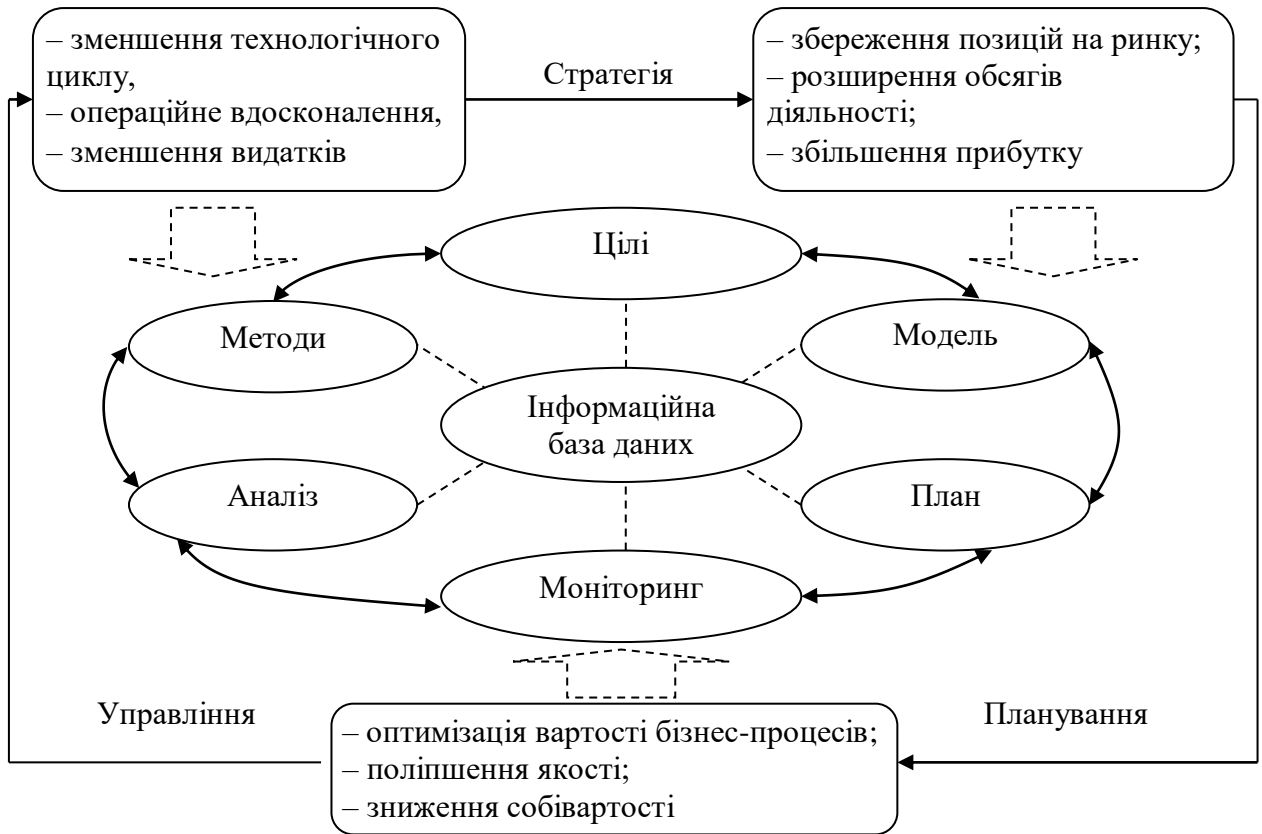 – зменшення технологічного
циклу,
– операційне вдосконалення,
– зменшення видатків
Стратегія
– збереження позицій на ринку;
– розширення обсягів
діяльності;
– збільшення прибутку
Цілі
Методи
Модель
Інформаційна
база даних
Аналіз
План
Моніторинг
Управління
Планування
– оптимізація вартості бізнес-процесів;
– поліпшення якості;
– зниження собівартості